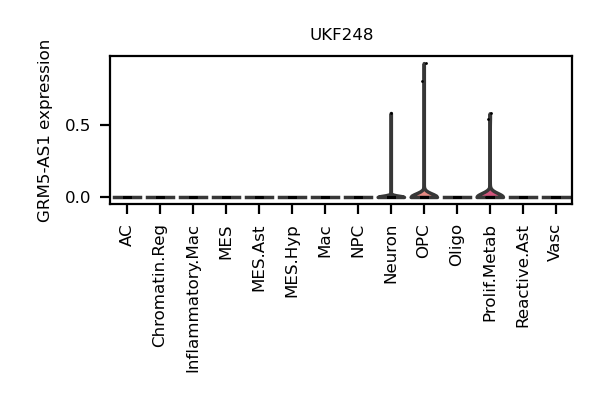 UKF248
GRM5-AS1 expression
0.5
0.0
AC
Chromatin.Reg
Inflammatory.Mac
MES
MES.Ast
MES.Hyp
Mac
NPC
Neuron
OPC
Oligo
Prolif.Metab
Reactive.Ast
Vasc